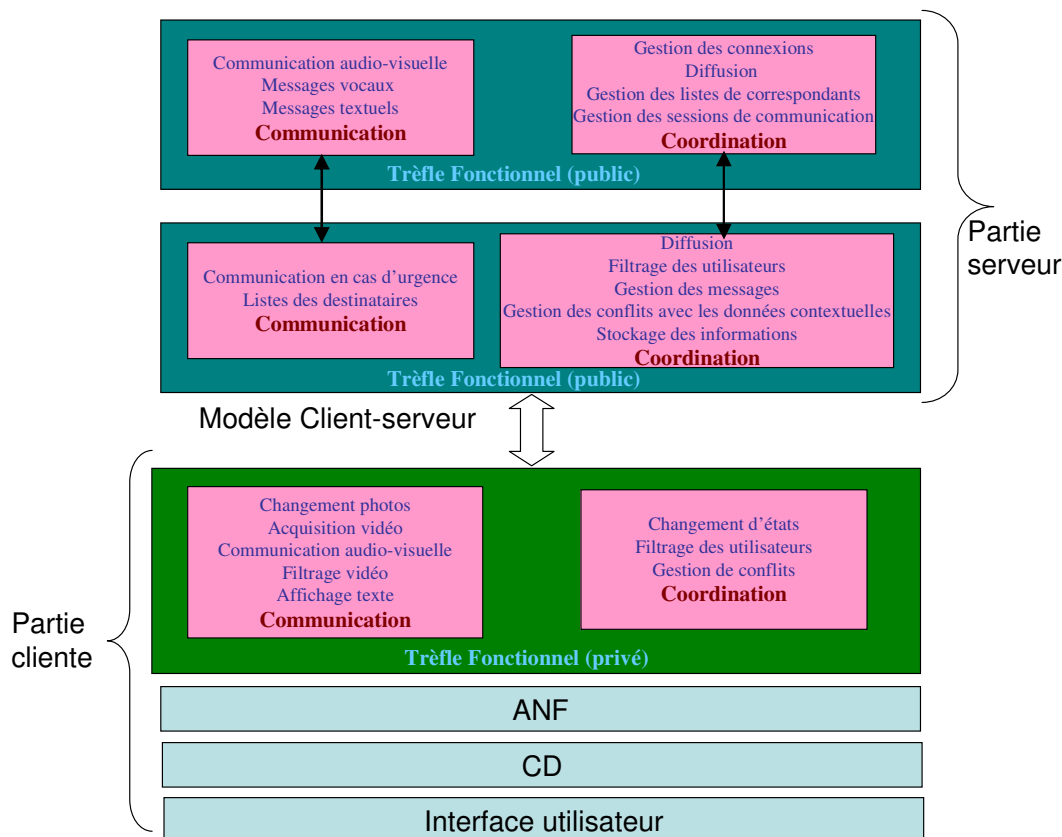 Communication audio-visuelle
Messages vocaux
Messages textuels
Communication
Gestion des connexions
Diffusion
Gestion des listes de correspondants
Gestion des sessions de communication
Coordination
Trèfle Fonctionnel (public)
Partie
serveur
Communication en cas d'urgence
Listes des destinataires
Communication
Diffusion
Filtrage des utilisateurs
Gestion des messages
Gestion des conflits avec les données contextuelles
Stockage des informations
Coordination
Trèfle Fonctionnel (public)
Modèle Client-serveur
Changement photos
Acquisition vidéo
Communication audio-visuelle
Filtrage vidéo
Affichage texte
Communication
Changement d'états
Filtrage des utilisateurs
Gestion de conflits
Coordination
Trèfle Fonctionnel (privé)
Partie
cliente
ANF
CD
Interface utilisateur